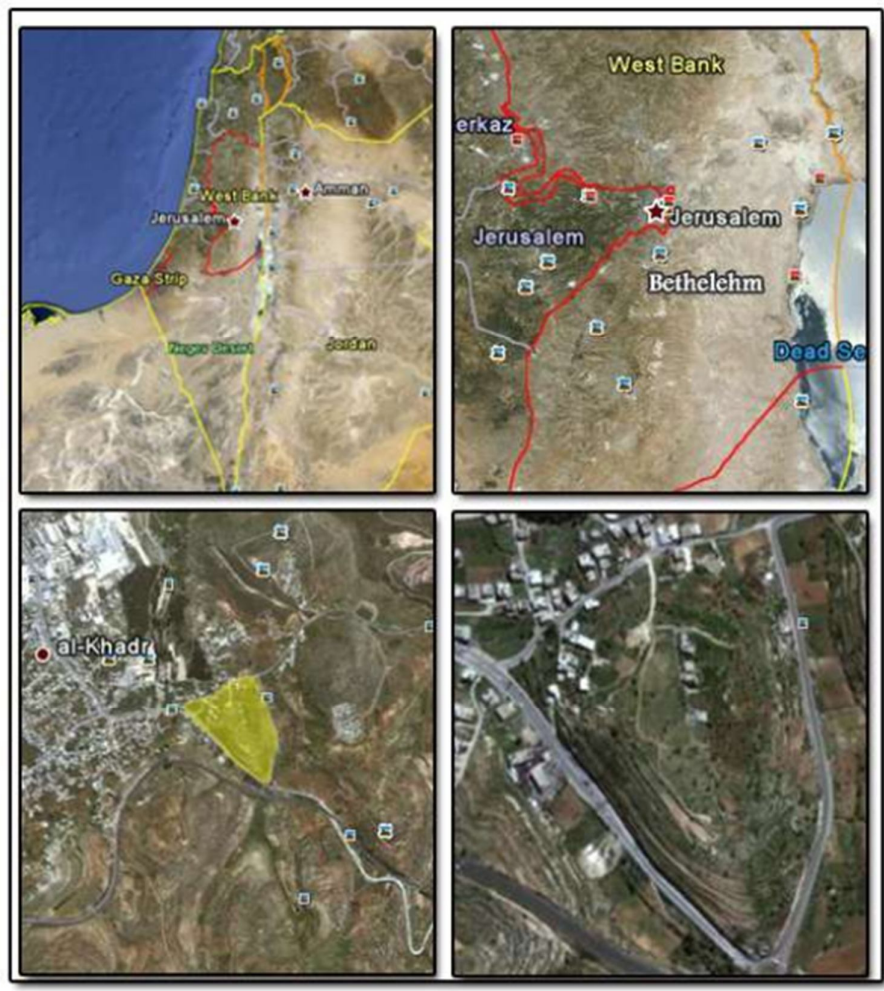 West Bank
Amman
Jerusalem
Gaza Strip
Negev Desert
Jordan
West Bank
erkaz
Jerusalem
Jerusalem
Bethelehm
Dead Se
al-Khadr